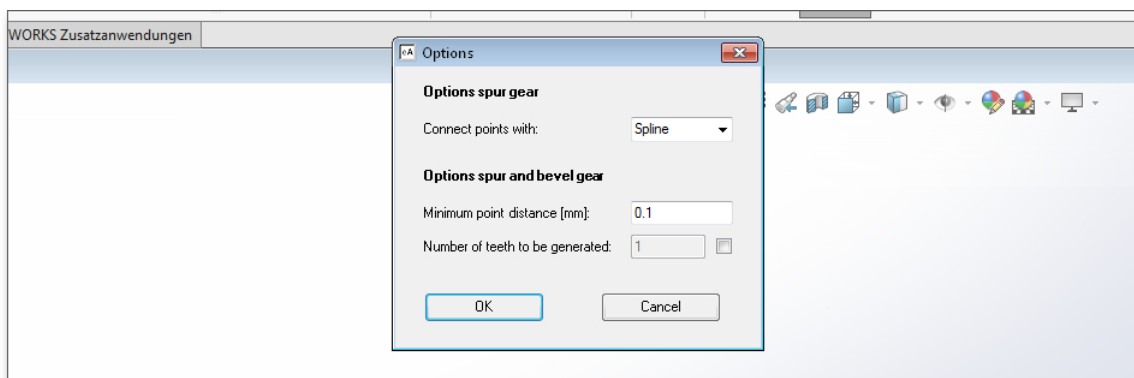 WORKS Zusatzanwendungen
eA Options
Options spur gear
Connect points with: Spline
Options spur and bevel gear
Minimum point distance [mm]: 0.1
Number of teeth to be generated: 1
OK Cancel